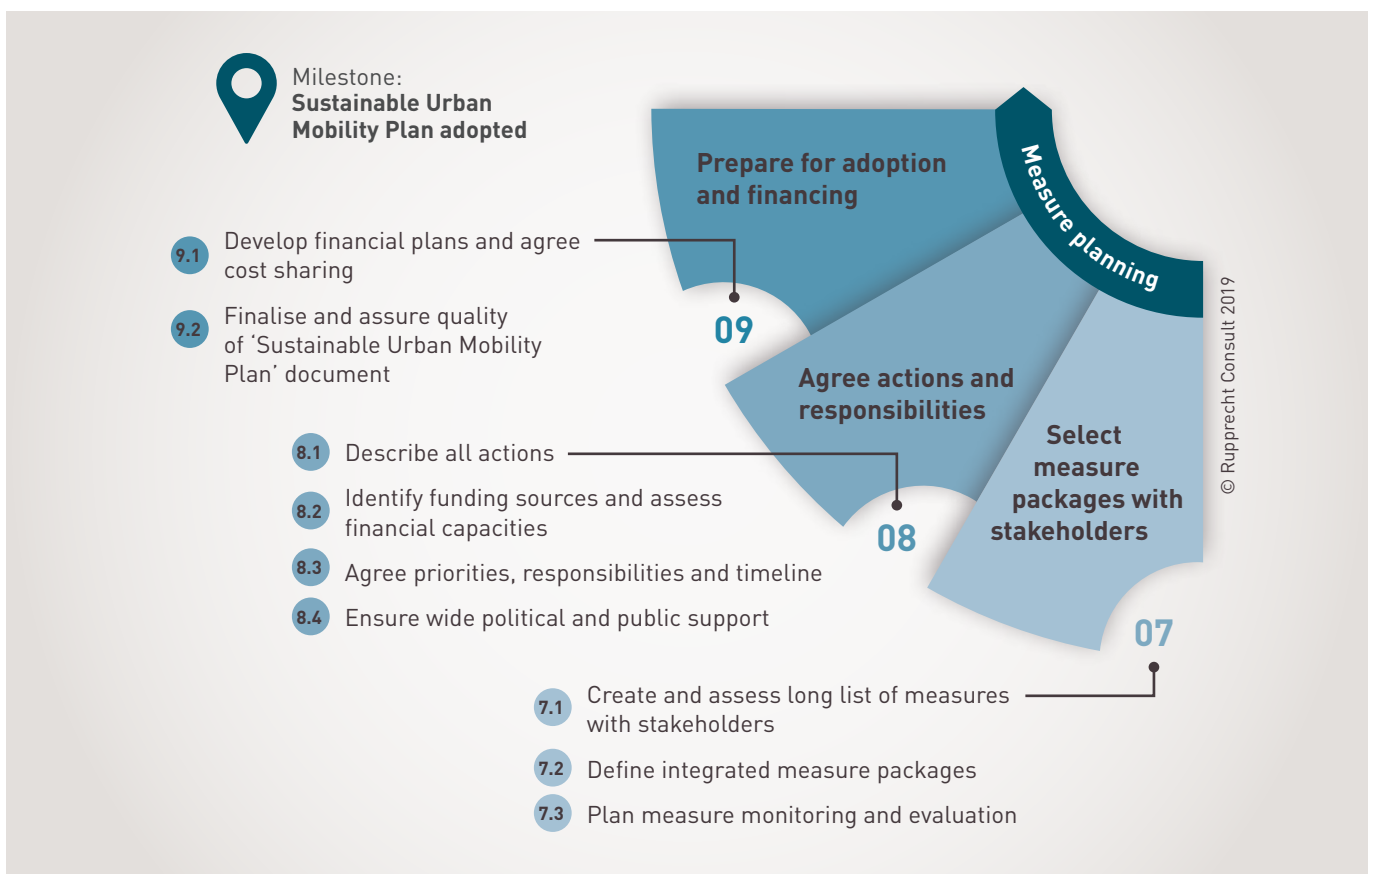 Milestone:
Sustainable Urban
Mobility Plan adopted
Measure planning
Prepare for adoption
and financing
9.1
Develop financial plans and agree
cost sharing
9.2
Finalise and assure quality
of ‘Sustainable Urban Mobility
Plan’ document
09
Agree actions and
responsibilities
8.1
Describe all actions
8.2
Identify funding sources and assess
financial capacities
8.3
Agree priorities, responsibilities and timeline
8.4
Ensure wide political and public support
08
Select
measure
packages with
stakeholders
07
7.1
Create and assess long list of measures
with stakeholders
7.2
Define integrated measure packages
7.3
Plan measure monitoring and evaluation
© Rupprecht Consult 2019